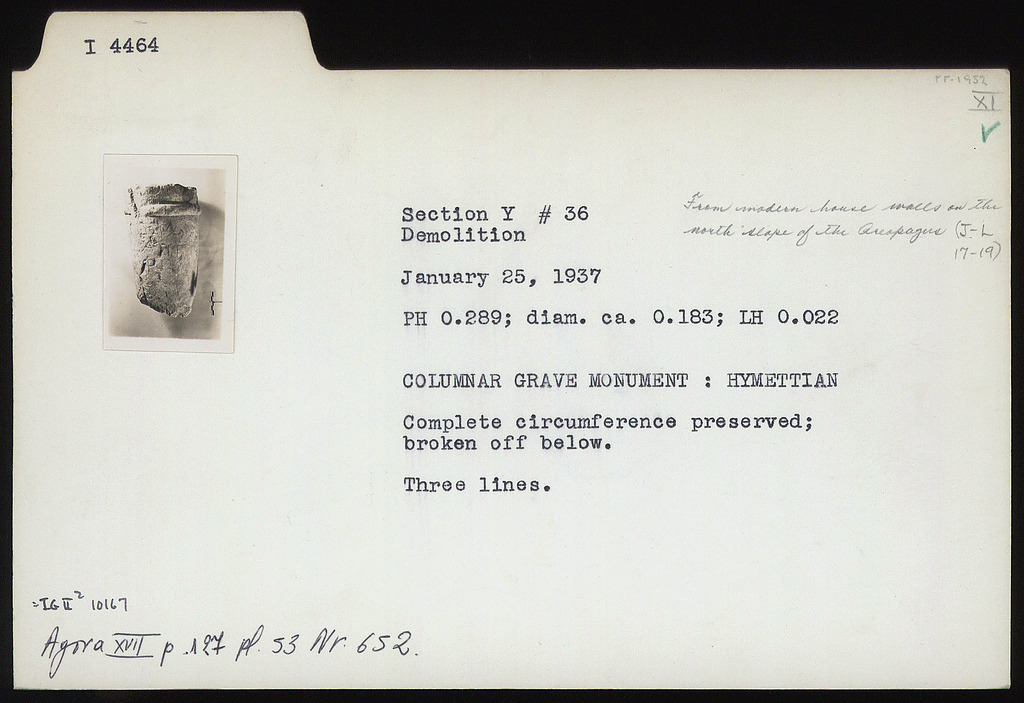 I 4464
XI
Section Y # 36
Demolition
From modern house walls on the
north slope of the Areopagus (J-L
17-19)
January 25, 1937
PH 0.289; diam. ca. 0.183; LH 0.022
COLUMNAR GRAVE MONUMENT : HYMETTIAN
Complete circumference preserved;
broken off below.
Three lines.
=IG II² 10167
Agora XVII p. 127 pl. 53 Nr. 652.